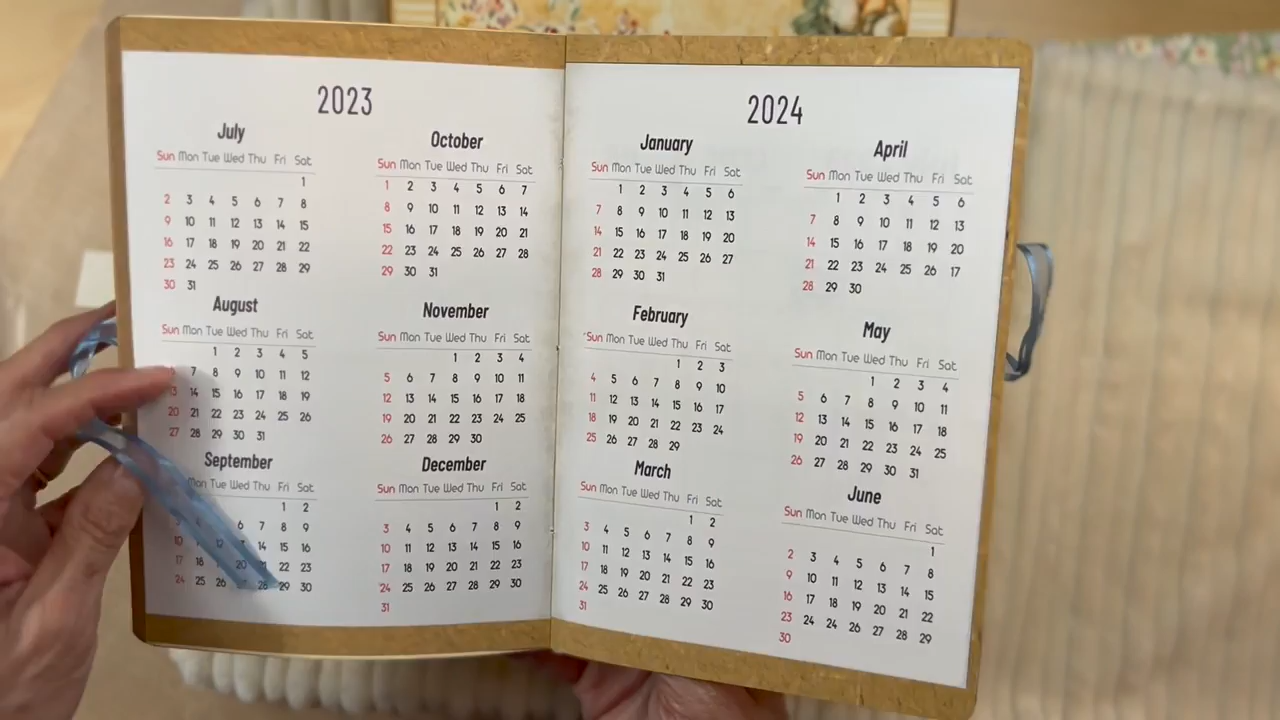 2023
July
Sun Mon Tue Wed Thu Fri Sat
1
2 3 4 5 6 7 8
9 10 11 12 13 14 15
16 17 18 19 20 21 22
23 24 25 26 27 28 29
30 31
August
Sun Mon Tue Wed Thu Fri Sat
1 2 3 4 5
7 8 9 10 11 12
13 14 15 16 17 18 19
20 21 22 23 24 25 26
27 28 29 30 31
September
Mon Tue Wed Thu Fri Sat
1 2
6 7 8 9
10 14 15 16
17 18 20 21 22 23
24 25 26 28 29 30
October
Sun Mon Tue Wed Thu Fri Sat
1 2 3 4 5 6 7
8 9 10 11 12 13 14
15 16 17 18 19 20 21
22 23 24 25 26 27 28
29 30 31
November
Sun Mon Tue Wed Thu Fri Sat
1 2 3 4
5 6 7 8 9 10 11
12 13 14 15 16 17 18
19 20 21 22 23 24 25
26 27 28 29 30
December
Sun Mon Tue Wed Thu Fri Sat
1 2
3 4 5 6 7 8 9
10 11 12 13 14 15 16
17 18 19 20 21 22 23
24 25 26 27 28 29 30
31
2024
January
Sun Mon Tue Wed Thu Fri Sat
1 2 3 4 5 6
7 8 9 10 11 12 13
14 15 16 17 18 19 20
21 22 23 24 25 26 27
28 29 30 31
February
Sun Mon Tue Wed Thu Fri Sat
1 2 3
4 5 6 7 8 9 10
11 12 13 14 15 16 17
18 19 20 21 22 23 24
25 26 27 28 29
March
Sun Mon Tue Wed Thu Fri Sat
1 2
3 4 5 6 7 8 9
10 11 12 13 14 15 16
17 18 19 20 21 22 23
24 25 26 27 28 29 30
31
April
Sun Mon Tue Wed Thu Fri Sat
1 2 3 4 5 6
7 8 9 10 11 12 13
14 15 16 17 18 19 20
21 22 23 24 25 26 17
28 29 30
May
Sun Mon Tue Wed Thu Fri Sat
1 2 3 4
5 6 7 8 9 10 11
12 13 14 15 16 17 18
19 20 21 22 23 24 25
26 27 28 29 30 31
June
Sun Mon Tue Wed Thu Fri Sat
1
2 3 4 5 6 7 8
9 10 11 12 13 14 15
16 17 18 19 20 21 22
23 24 24 26 27 28 29
30